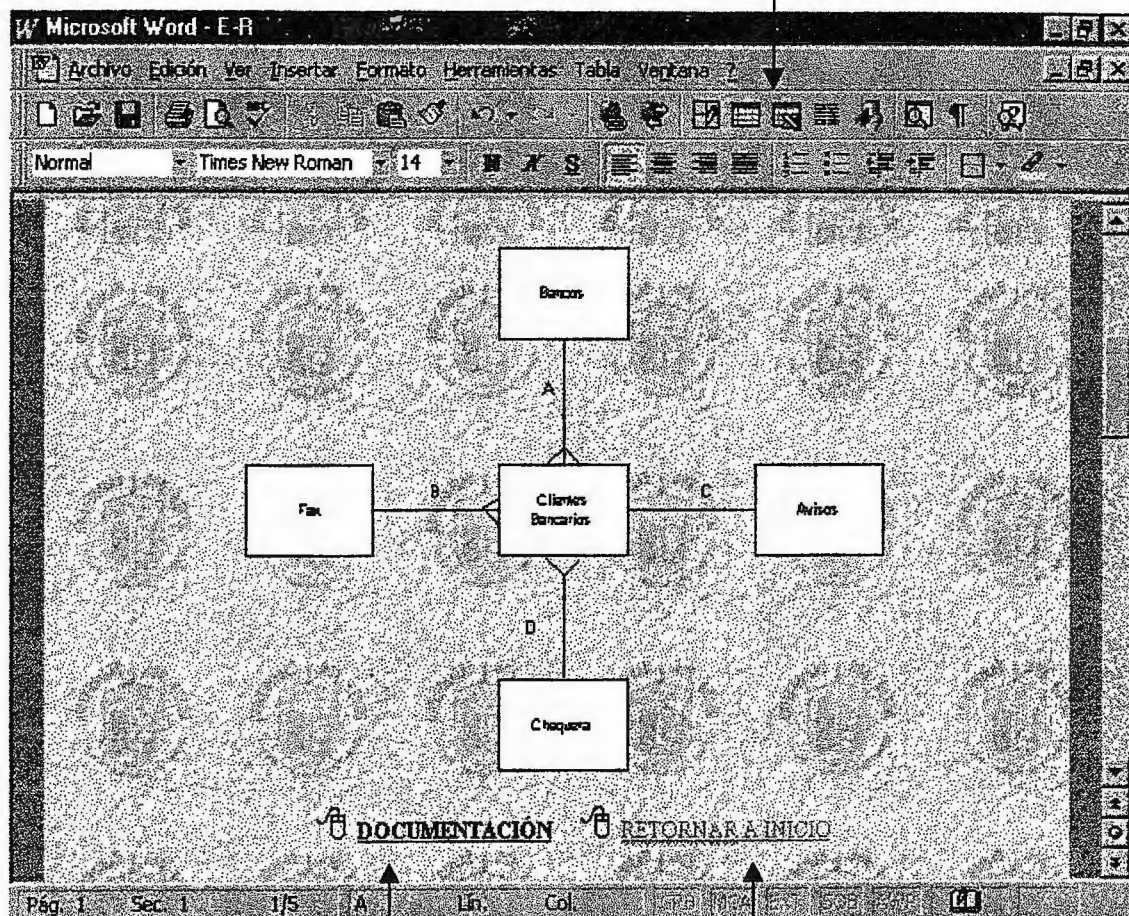 Microsoft Word - E-R
Archivo Edición Ver Insertar Formato Herramientas Tabla Ventana ?
Normal Times New Roman 14 N K S
Bancos
A
Fax B Clientes Bancarios C Avisos
D
Chequera
DOCUMENTACIÓN RETORNAR A INICIO
Pág. 1 Sec. 1 1/5 A Lín. Col.